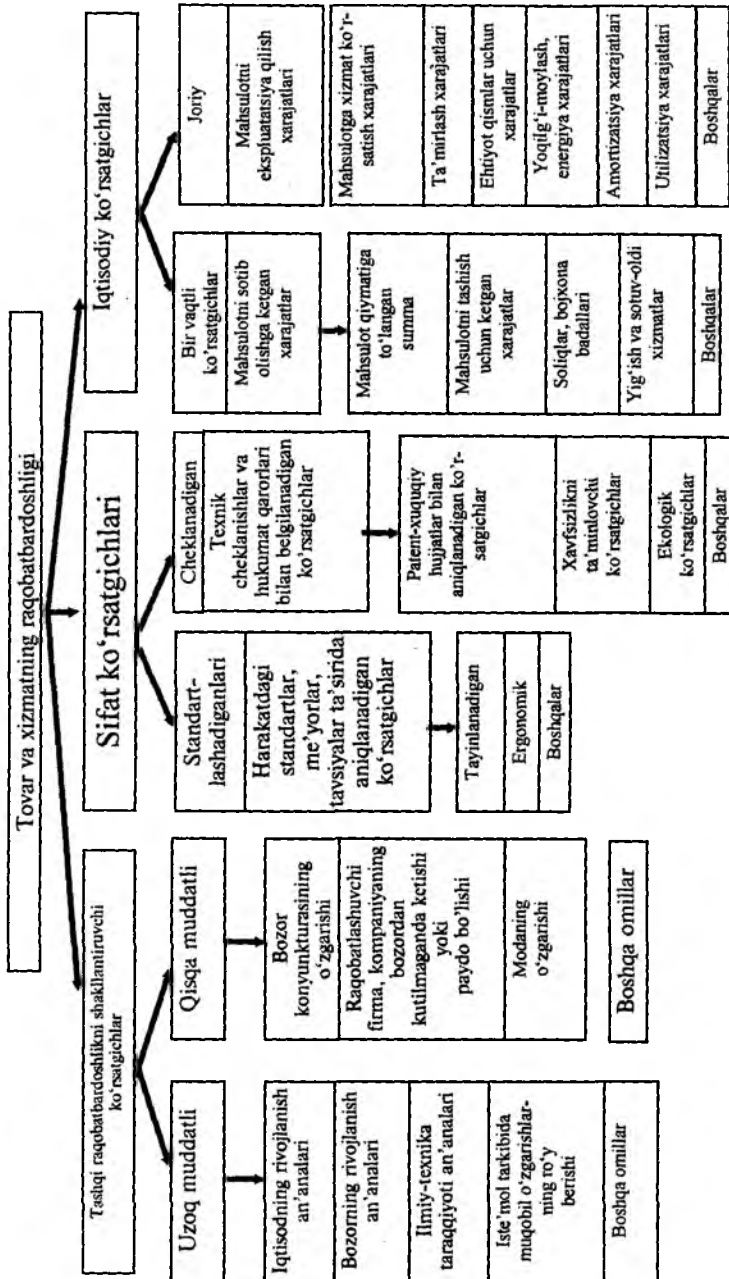 Tovar va xizmatning raqobatbardoshligi
Tashqi raqobatbardoshlikni shakllantiruvchi
ko‘rsatgichlar
Uzoq muddatli
Iqtisodning rivojlanish
an’analari
Bozorning rivojlanish
an’analari
Ilmiy-texnika
taraqqiyoti an’analari
Iste’mol tarkibida
muqobil o‘zgarishlar-
ning ro‘y
berishi
Boshqa omillar
Qisqa muddatli
Bozor
konyunkturasining
o‘zgarishi
Raqobatlashuvchi
firma, kompaniyaning
bozordan
kutilmaganda ketishi
yoki
paydo bo‘lishi
Modaning
o‘zgarishi
Boshqa omillar
Sifat ko‘rsatgichlari
Standart-
lashadiganlari
Harakatdagi
standartlar,
me’yorlar,
tavsiyalar ta’sirida
aniqlanadigan
ko‘rsatgichlar
Tayinlanadigan
Ergonomik
Boshqalar
Cheklanadigan
Texnik
cheklanishlar va
hukumat qarorlari
bilan belgilanadigan
ko‘rsatgichlar
Patent-xuquqiy
hujjatlar bilan
aniqlanadigan ko‘r-
satgichlar
Xavfsizlikni
ta’minlovchi
ko‘rsatgichlar
Ekologik
ko‘rsatgichlar
Boshqalar
Iqtisodiy ko‘rsatgichlar
Bir vaqtli
ko‘rsatgichlar
Mahsulotni sotib
olishga ketgan
xarajatlar
Mahsulot qiymatiga
to‘langan
summa
Mahsulotni tashish
uchun ketgan
xarajatlar
Soliqlar, bojxona
badallari
Yig‘ish va sotuv-oldi
xizmatlar
Boshqalar
Joriy
Mahsulotni
ekspluatatsiya qilish
xarajatlari
Mahsulotga xizmat ko‘r-
satish xarajatlari
Ta’mirlash xarajatlari
Ehtiyot qismlar uchun
xarajatlar
Yoqilg‘i-moylash,
energiya xarajatlari
Amortizatsiya xarajatlari
Utilizatsiya xarajatlari
Boshqalar